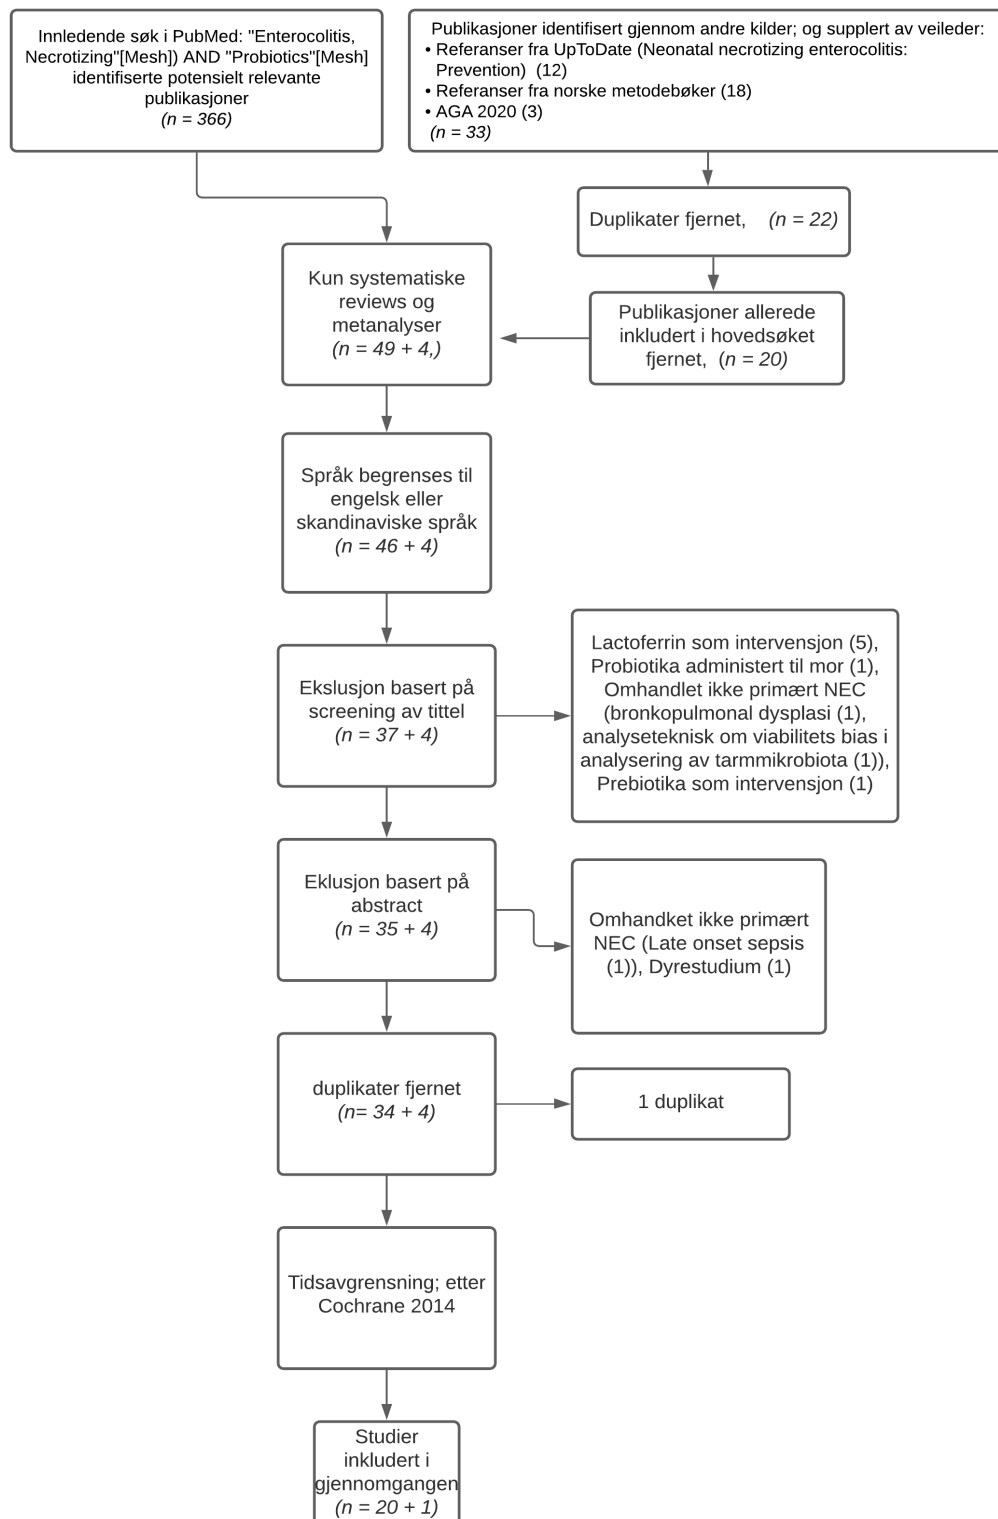 Innledende søk i PubMed: "Enterocolitis,
Necrotizing"[Mesh]) AND "Probiotics"[Mesh]
identifiserte potensielt relevante
publikasjoner
(n = 366)
Publikasjoner identifisert gjennom andre kilder; og supplert av veileder:
• Referanser fra UpToDate (Neonatal necrotizing enterocolitis:
Prevention) (12)
• Referanser fra norske metodebøker (18)
• AGA 2020 (3)
(n = 33)
Duplikater fjernet, (n = 22)
Publikasjoner allerede
inkludert i hovedsøket
fjernet, (n = 20)
Kun systematiske
reviews og
metanalyser
(n = 49 + 4,)
Språk begrenses til
engelsk eller
skandinaviske språk
(n = 46 + 4)
Ekslusjon basert på
screening av tittel
(n = 37 + 4)
Lactoferrin som intervensjon (5),
Probiotika administert til mor (1),
Omhandlet ikke primært NEC
(bronkopulmonal dysplasi (1),
analyseteknisk om viabilitets bias i
analysering av tarmmikrobiota (1)),
Prebiotika som intervensjon (1)
Eklusjon basert på
abstract
(n = 35 + 4)
Omhandket ikke primært
NEC (Late onset sepsis
(1)), Dyrestudium (1)
duplikater fjernet
(n= 34 + 4)
1 duplikat
Tidsavgrensning; etter
Cochrane 2014
Studier
inkludert i
gjennomgangen
(n = 20 + 1)